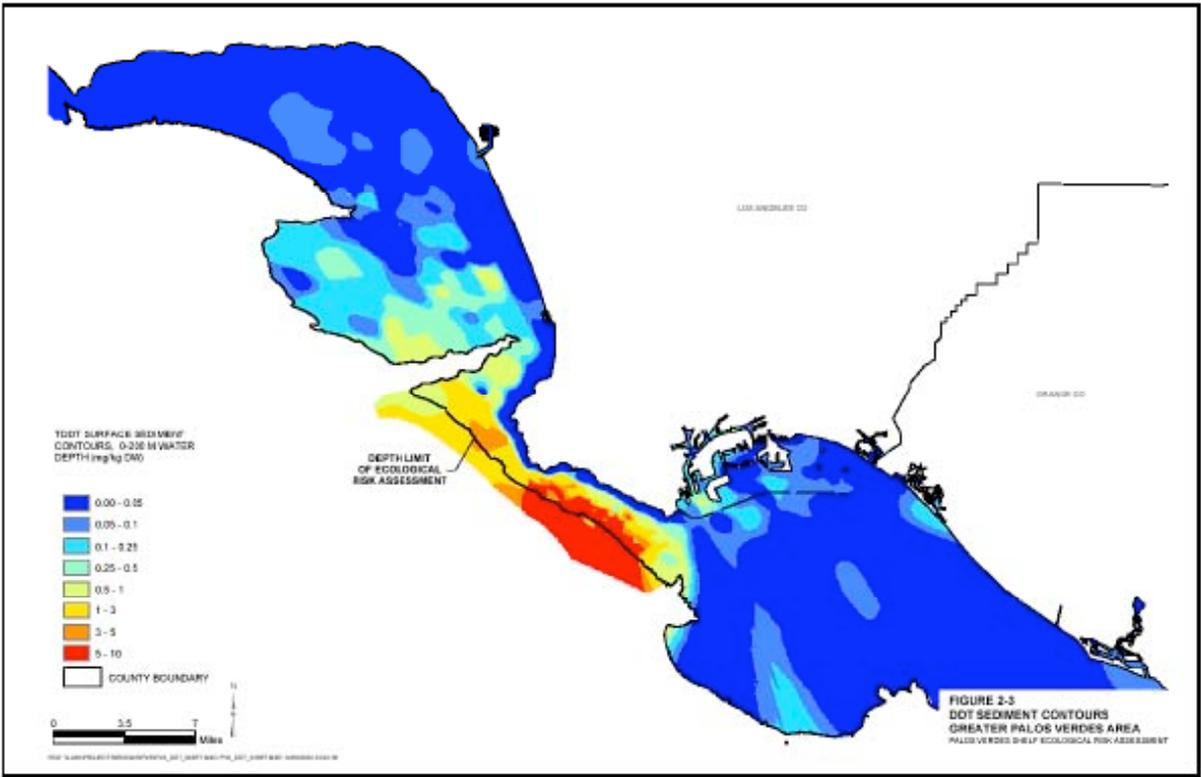 LOS ANGELES CO
ORANGE CO
TDDT SURFACE SEDIMENT
CONTOURS, 0-200 M WATER
DEPTH (mg/kg DW)
DEPTH LIMIT
OF ECOLOGICAL
RISK ASSESSMENT
0.00 - 0.05
0.05 - 0.1
0.1 - 0.25
0.25 - 0.5
0.5 - 1
1 - 3
3 - 5
5 - 10
COUNTY BOUNDARY
N
0 3.5 7
Miles
FIGURE 2-3
DDT SEDIMENT CONTOURS
GREATER PALOS VERDES AREA
PALOS VERDES SHELF ECOLOGICAL RISK ASSESSMENT